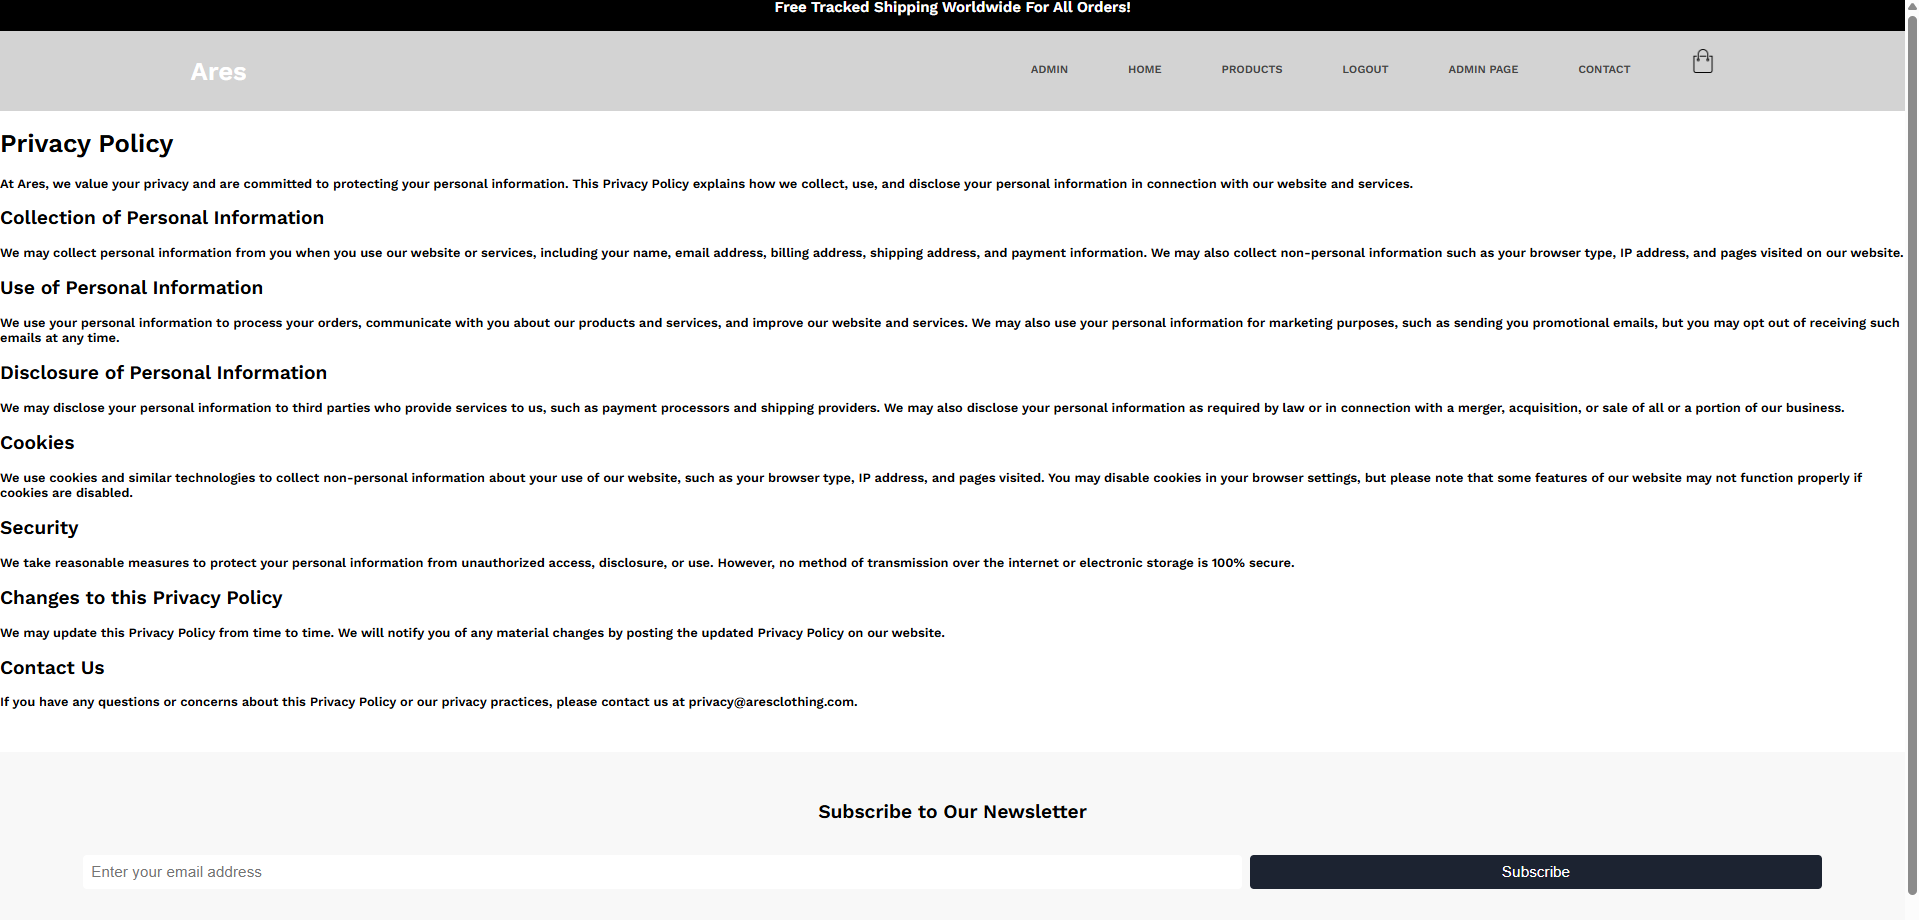 Free Tracked Shipping Worldwide For All Orders!
Ares
ADMIN HOME PRODUCTS LOGOUT ADMIN PAGE CONTACT
Privacy Policy
At Ares, we value your privacy and are committed to protecting your personal information. This Privacy Policy explains how we collect, use, and disclose your personal information in connection with our website and services.
Collection of Personal Information
We may collect personal information from you when you use our website or services, including your name, email address, billing address, shipping address, and payment information. We may also collect non-personal information such as your browser type, IP address, and pages visited on our website.
Use of Personal Information
We use your personal information to process your orders, communicate with you about our products and services, and improve our website and services. We may also use your personal information for marketing purposes, such as sending you promotional emails, but you may opt out of receiving such
emails at any time.
Disclosure of Personal Information
We may disclose your personal information to third parties who provide services to us, such as payment processors and shipping providers. We may also disclose your personal information as required by law or in connection with a merger, acquisition, or sale of all or a portion of our business.
Cookies
We use cookies and similar technologies to collect non-personal information about your use of our website, such as your browser type, IP address, and pages visited. You may disable cookies in your browser settings, but please note that some features of our website may not function properly if
cookies are disabled.
Security
We take reasonable measures to protect your personal information from unauthorized access, disclosure, or use. However, no method of transmission over the internet or electronic storage is 100% secure.
Changes to this Privacy Policy
We may update this Privacy Policy from time to time. We will notify you of any material changes by posting the updated Privacy Policy on our website.
Contact Us
If you have any questions or concerns about this Privacy Policy or our privacy practices, please contact us at privacy@aresclothing.com.
Subscribe to Our Newsletter
Enter your email address
Subscribe